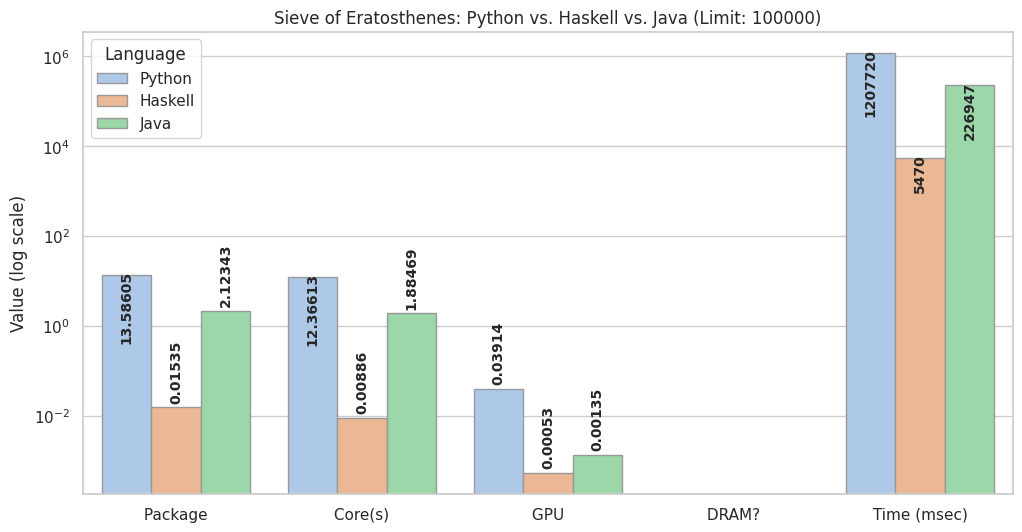 Sieve of Eratosthenes: Python vs. Haskell vs. Java (Limit: 100000)
Language
Python
Haskell
Java
Value (log scale)
10^6
10^4
10^2
10^0
10^-2
13.58605
0.01535
2.12343
12.36613
0.00886
1.88469
0.03914
0.00053
0.00135
1207720
5470
226947
Package
Core(s)
GPU
DRAM?
Time (msec)